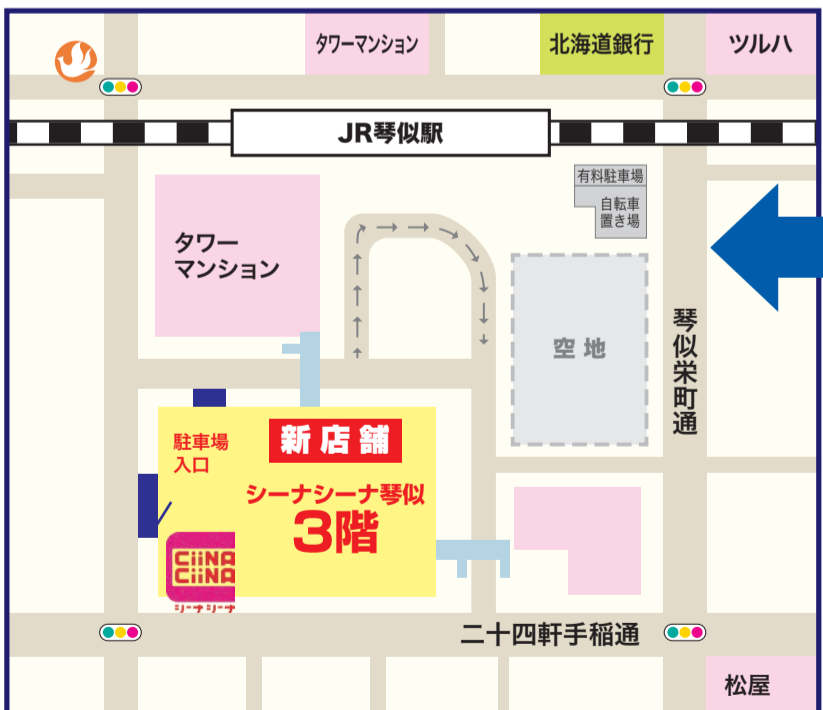 タワーマンション
北海道銀行
ツルハ
JR琴似駅
有料駐車場
自転車
置き場
タワー
マンション
空地
琴似栄町通
駐車場
入口
新店舗
シーナシーナ琴似
3階
CiiNA
CiiNA
シーナシーナ
二十四軒手稲通
松屋